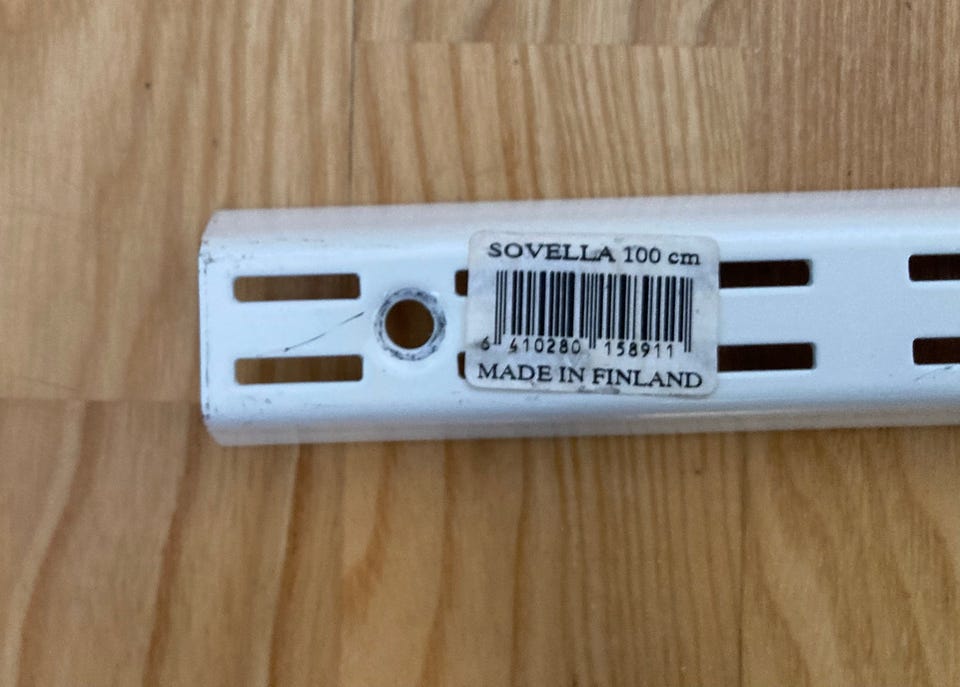 SOVELLA 100 cm
6 410280 158911
MADE IN FINLAND